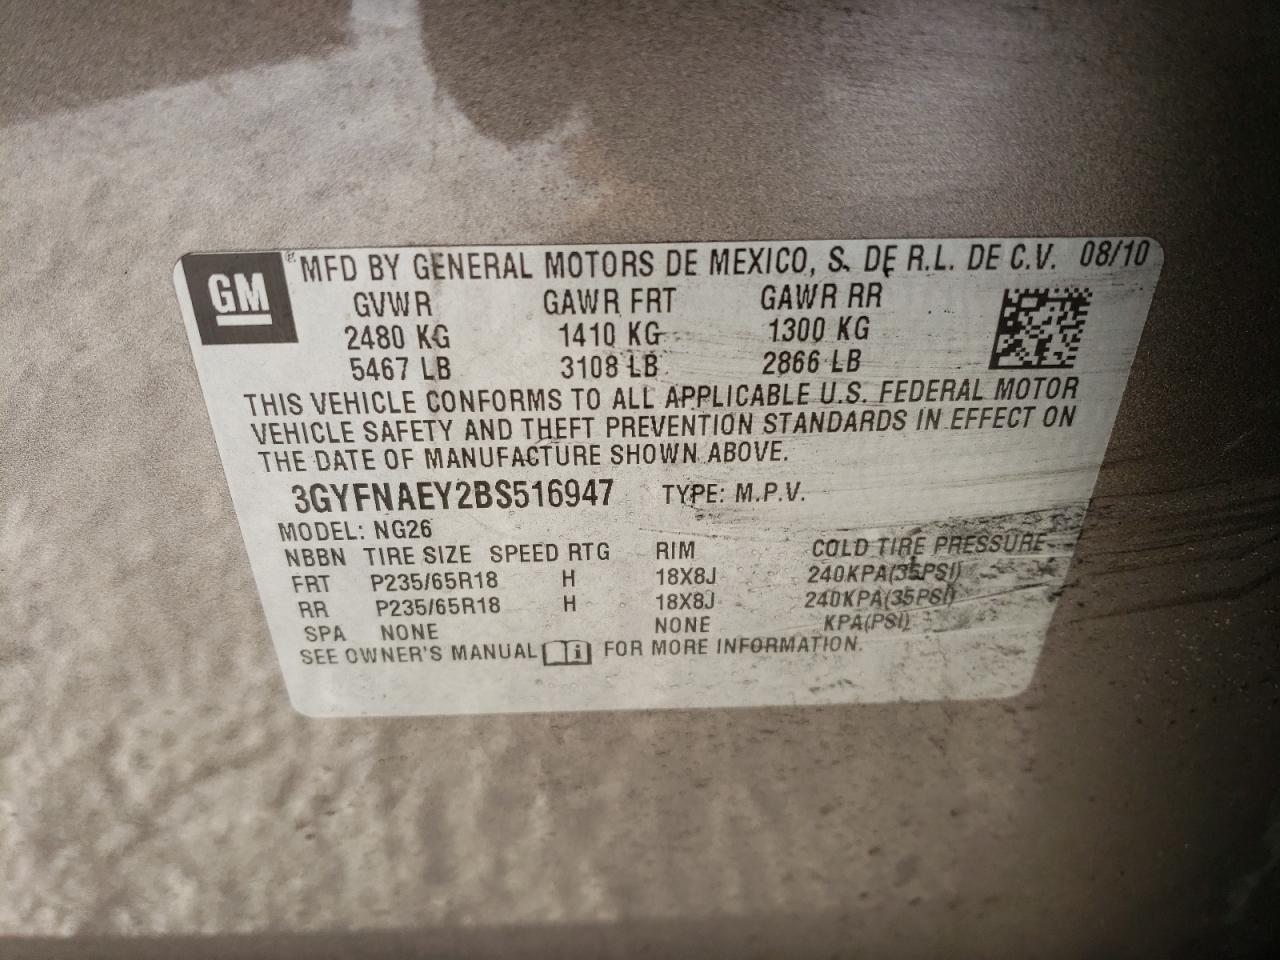 GM ® MFD BY GENERAL MOTORS DE MEXICO, S. DE R.L. DE C.V. 08/10
GVWR GAWR FRT GAWR RR
2480 KG 1410 KG 1300 KG
5467 LB 3108 LB 2866 LB
THIS VEHICLE CONFORMS TO ALL APPLICABLE U.S. FEDERAL MOTOR
VEHICLE SAFETY AND THEFT PREVENTION STANDARDS IN EFFECT ON
THE DATE OF MANUFACTURE SHOWN ABOVE.
3GYFNAEY2BS516947 TYPE: M.P.V.
MODEL: NG26
NBBN TIRE SIZE SPEED RTG RIM COLD TIRE PRESSURE
FRT P235/65R18 H 18X8J 240KPA(35PSI)
RR P235/65R18 H 18X8J 240KPA(35PSI)
SPA NONE NONE KPA(PSI)
SEE OWNER'S MANUAL i FOR MORE INFORMATION.